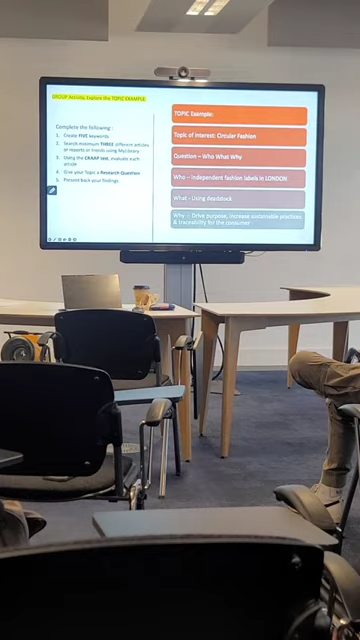 GROUP Activity: Explore the TOPIC EXAMPLE.
Complete the following :
1. Create FIVE keywords
2. Search minimum THREE different articles
or reports or trends using MyLibrary
3. Using the CRAAP test, evaluate each
article
4. Give your Topic a Research Question
5. Present back your findings
TOPIC Example:
Topic of Interest: Circular Fashion
Question – Who What Why
Who – Independent fashion labels in LONDON
What - Using deadstock
Why – Drive purpose, increase sustainable practices
& traceability for the consumer